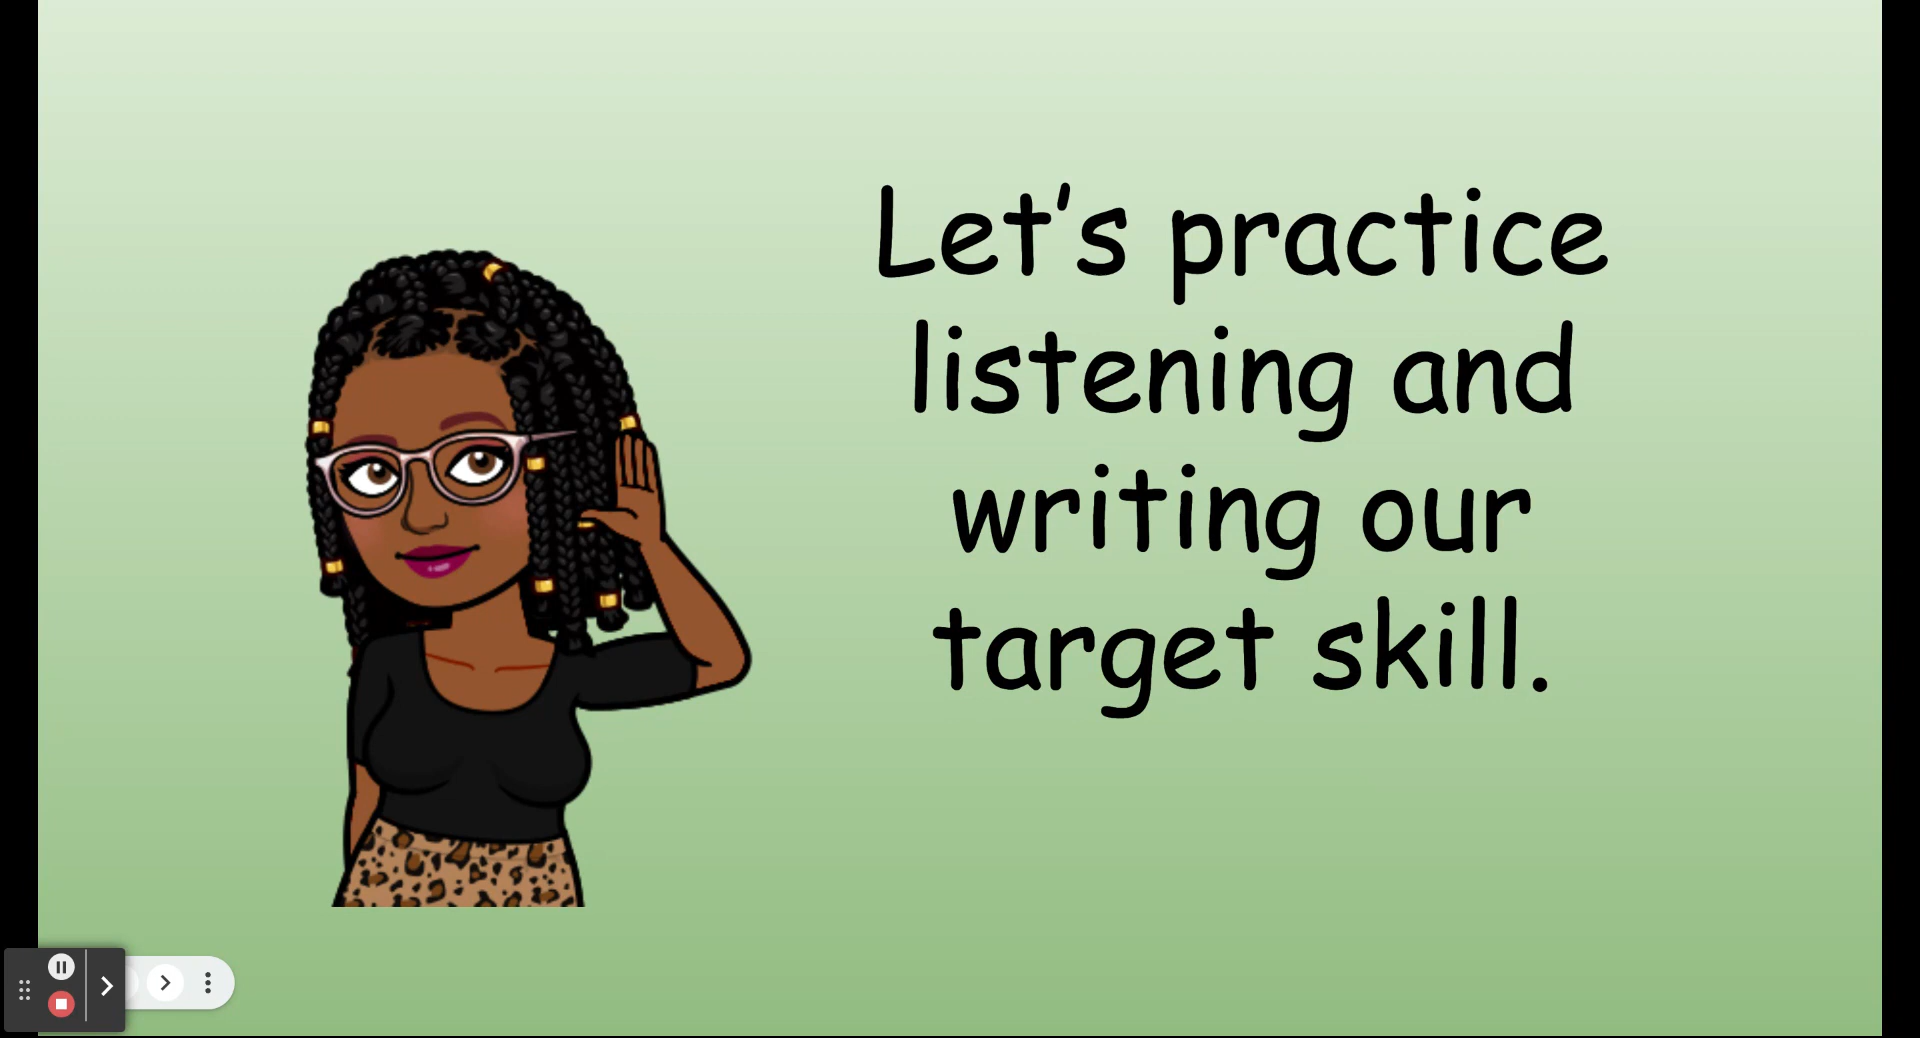 Let’s practice
listening and
writing our
target skill.